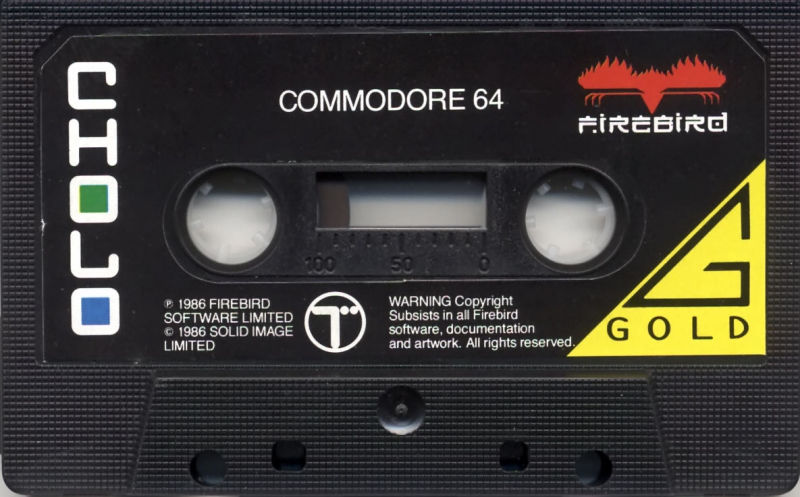 CHOLO
COMMODORE 64
FIREBIRD
100 50 0
℗ 1986 FIREBIRD
SOFTWARE LIMITED
© 1986 SOLID IMAGE
LIMITED
WARNING Copyright
Subsists in all Firebird
software, documentation
and artwork. All rights reserved.
GOLD